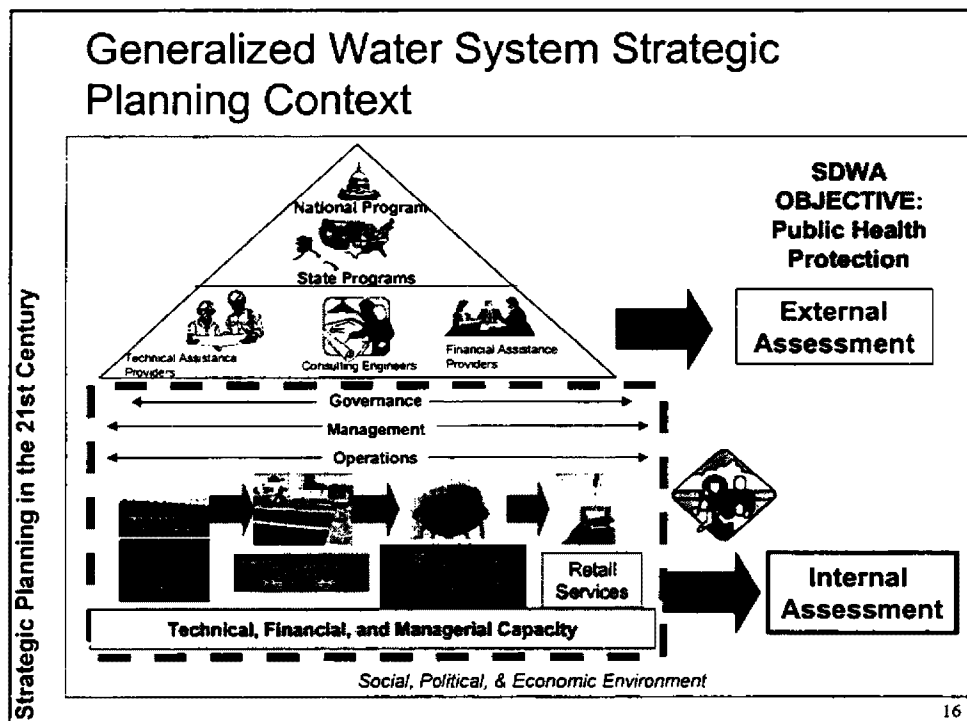 Generalized Water System Strategic
Planning Context
Strategic Planning in the 21st Century
National Program
State Programs
Technical Assistance
Providers
Consulting Engineers
Financial Assistance
Providers
SDWA
OBJECTIVE:
Public Health
Protection
External
Assessment
Governance
Management
Operations
Retail
Services
Technical, Financial, and Managerial Capacity
Internal
Assessment
Social, Political, & Economic Environment
16